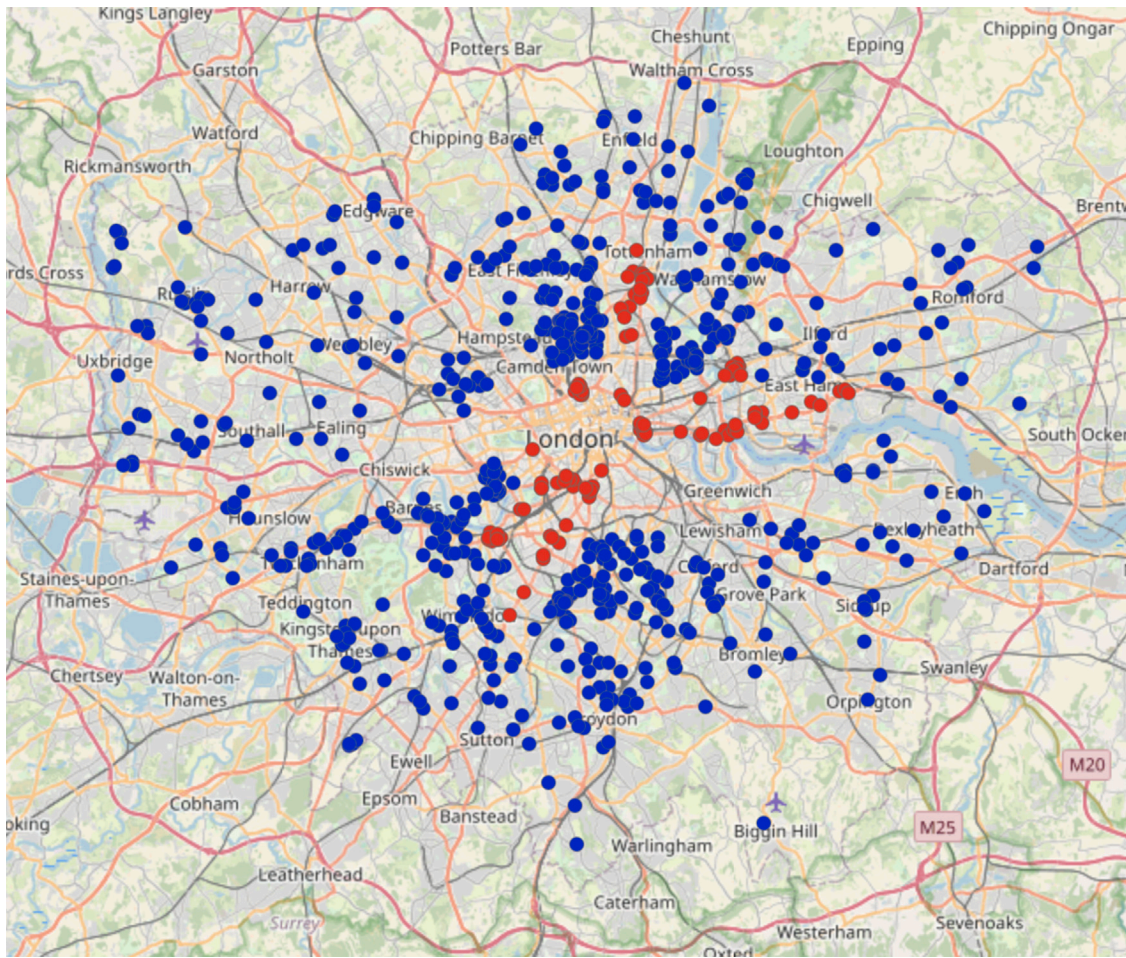 Kings Langley
Chipping Ongar
Cheshunt
Epping
Potters Bar
Garston
Waltham Cross
Watford
Chipping Barnet
Enfield
Loughton
Rickmansworth
Chigwell
Brentw
Edgware
Tottenham
ards Cross
East Finchley
Walthamstow
Harrow
Ruislip
Romford
Hampstead
Ilford
Wembley
Uxbridge
Northolt
Camden Town
East Ham
Southall
Ealing
London
South Ocken
Chiswick
Greenwich
Erith
Barnes
Hounslow
Lewisham
Bexleyheath
Twickenham
Catford
Dartford
Staines-upon-
Thames
Grove Park
Teddington
Sidcup
Wimbledon
Kingston upon
Thames
Bromley
Swanley
Chertsey
Walton-on-
Thames
Orpington
Croydon
Sutton
Ewell
M20
Epsom
Cobham
Banstead
oking
M25
Biggin Hill
Warlingham
Leatherhead
Caterham
Surrey
Sevenoaks
Westerham
Oxted